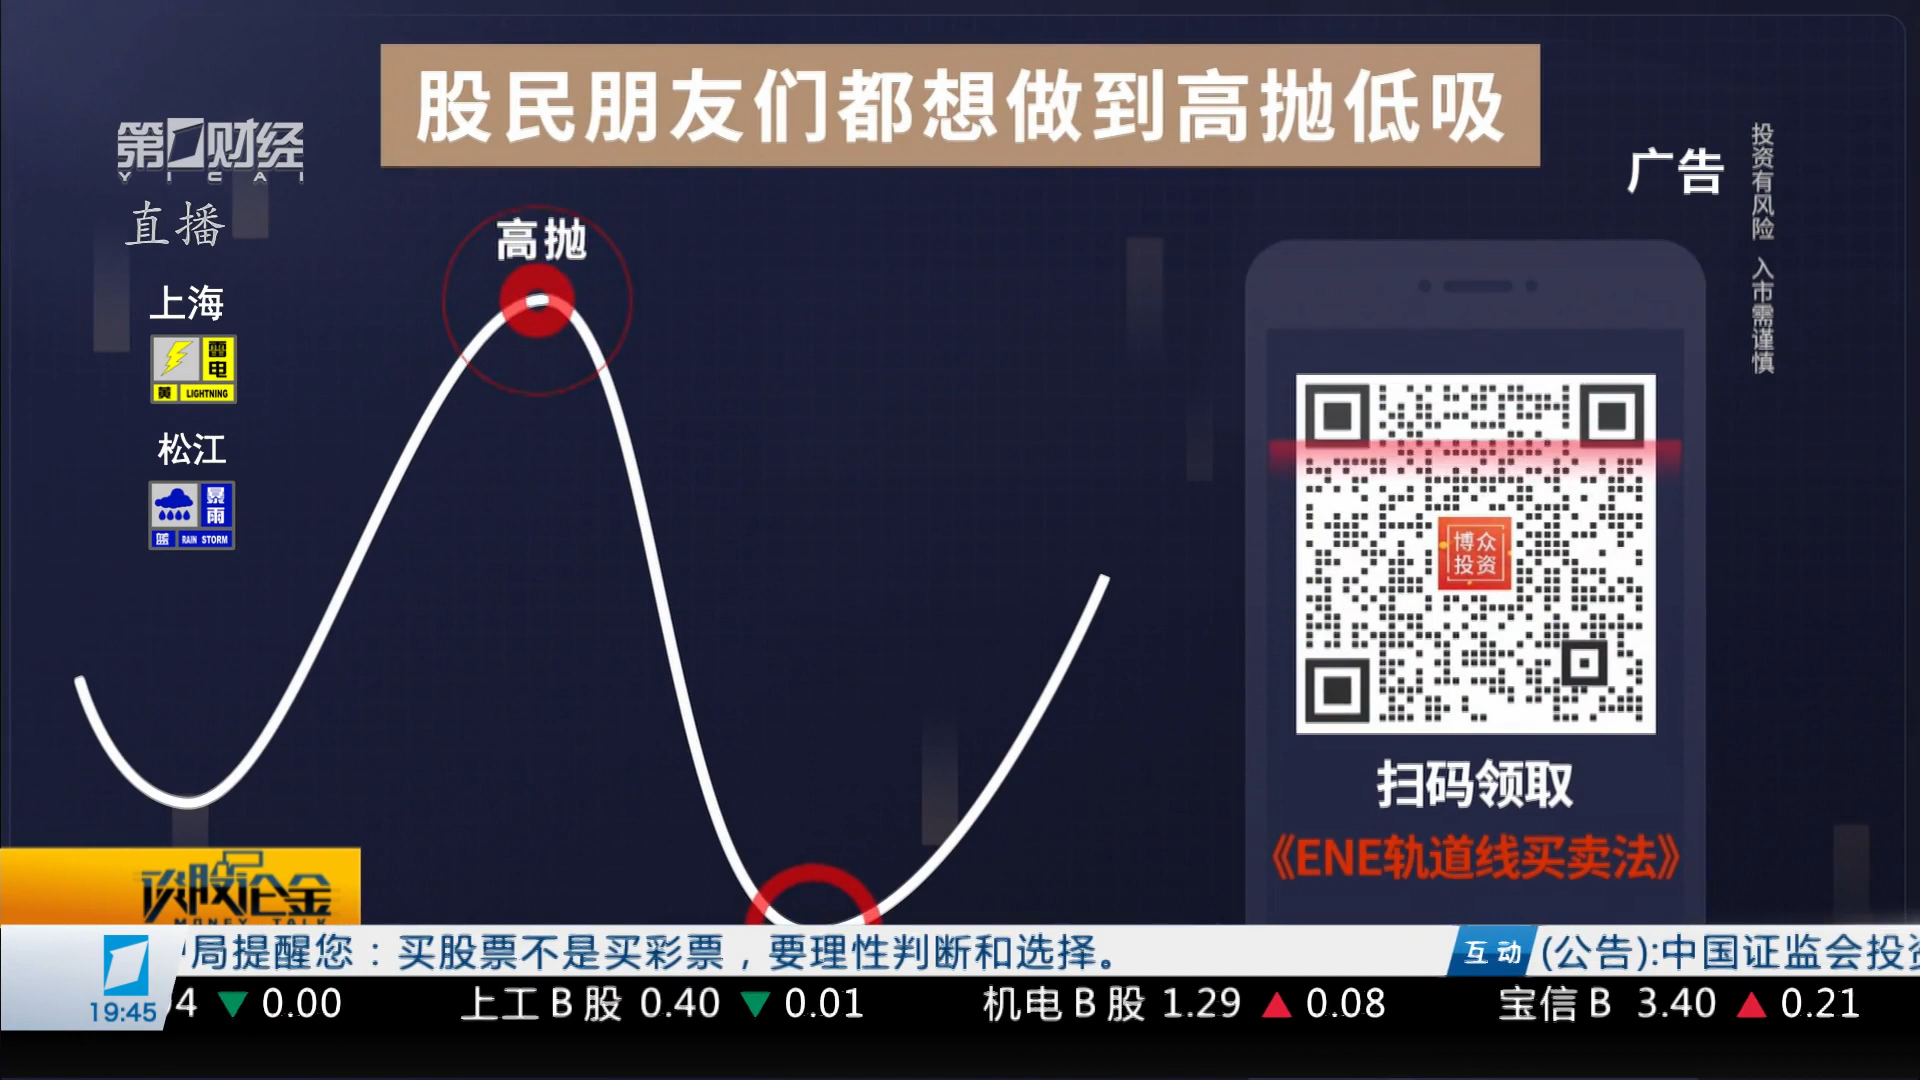 股民朋友们都想做到高抛低吸
第一财经
YICAI
直播
广告
投资有风险 入市需谨慎
高抛
上海
雷电
黄 LIGHTNING
松江
暴雨
蓝 RAIN STORM
博众
投资
扫码领取
《ENE轨道线买卖法》
谈股论金
MONEY TALK
局提醒您：买股票不是买彩票，要理性判断和选择。
互动 (公告):中国证监会投资
19:45
4 ▼ 0.00 上工B股 0.40 ▼ 0.01 机电B股 1.29 ▲ 0.08 宝信B 3.40 ▲ 0.21